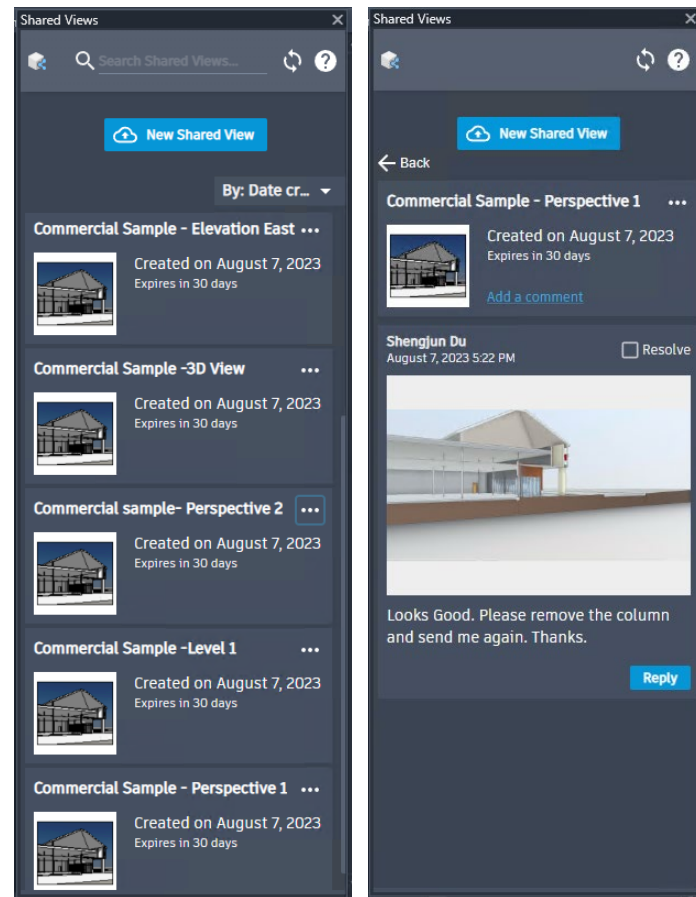 Shared Views
Search Shared Views...
New Shared View
By: Date cr...
Commercial Sample - Elevation East
Created on August 7, 2023
Expires in 30 days
Commercial Sample -3D View
Created on August 7, 2023
Expires in 30 days
Commercial sample- Perspective 2
Created on August 7, 2023
Expires in 30 days
Commercial Sample -Level 1
Created on August 7, 2023
Expires in 30 days
Commercial Sample - Perspective 1
Created on August 7, 2023
Expires in 30 days
Shared Views
New Shared View
Back
Commercial Sample - Perspective 1
Created on August 7, 2023
Expires in 30 days
Add a comment
Shengjun Du
August 7, 2023 5:22 PM
Resolve
Looks Good. Please remove the column
and send me again. Thanks.
Reply